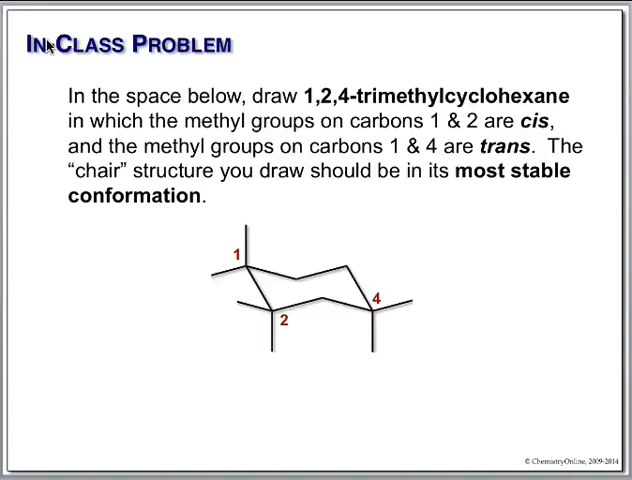 IN-CLASS PROBLEM
In the space below, draw 1,2,4-trimethylcyclohexane
in which the methyl groups on carbons 1 & 2 are cis,
and the methyl groups on carbons 1 & 4 are trans. The
“chair” structure you draw should be in its most stable
conformation.
1
4
2
© ChemistryOnline, 2009-2014